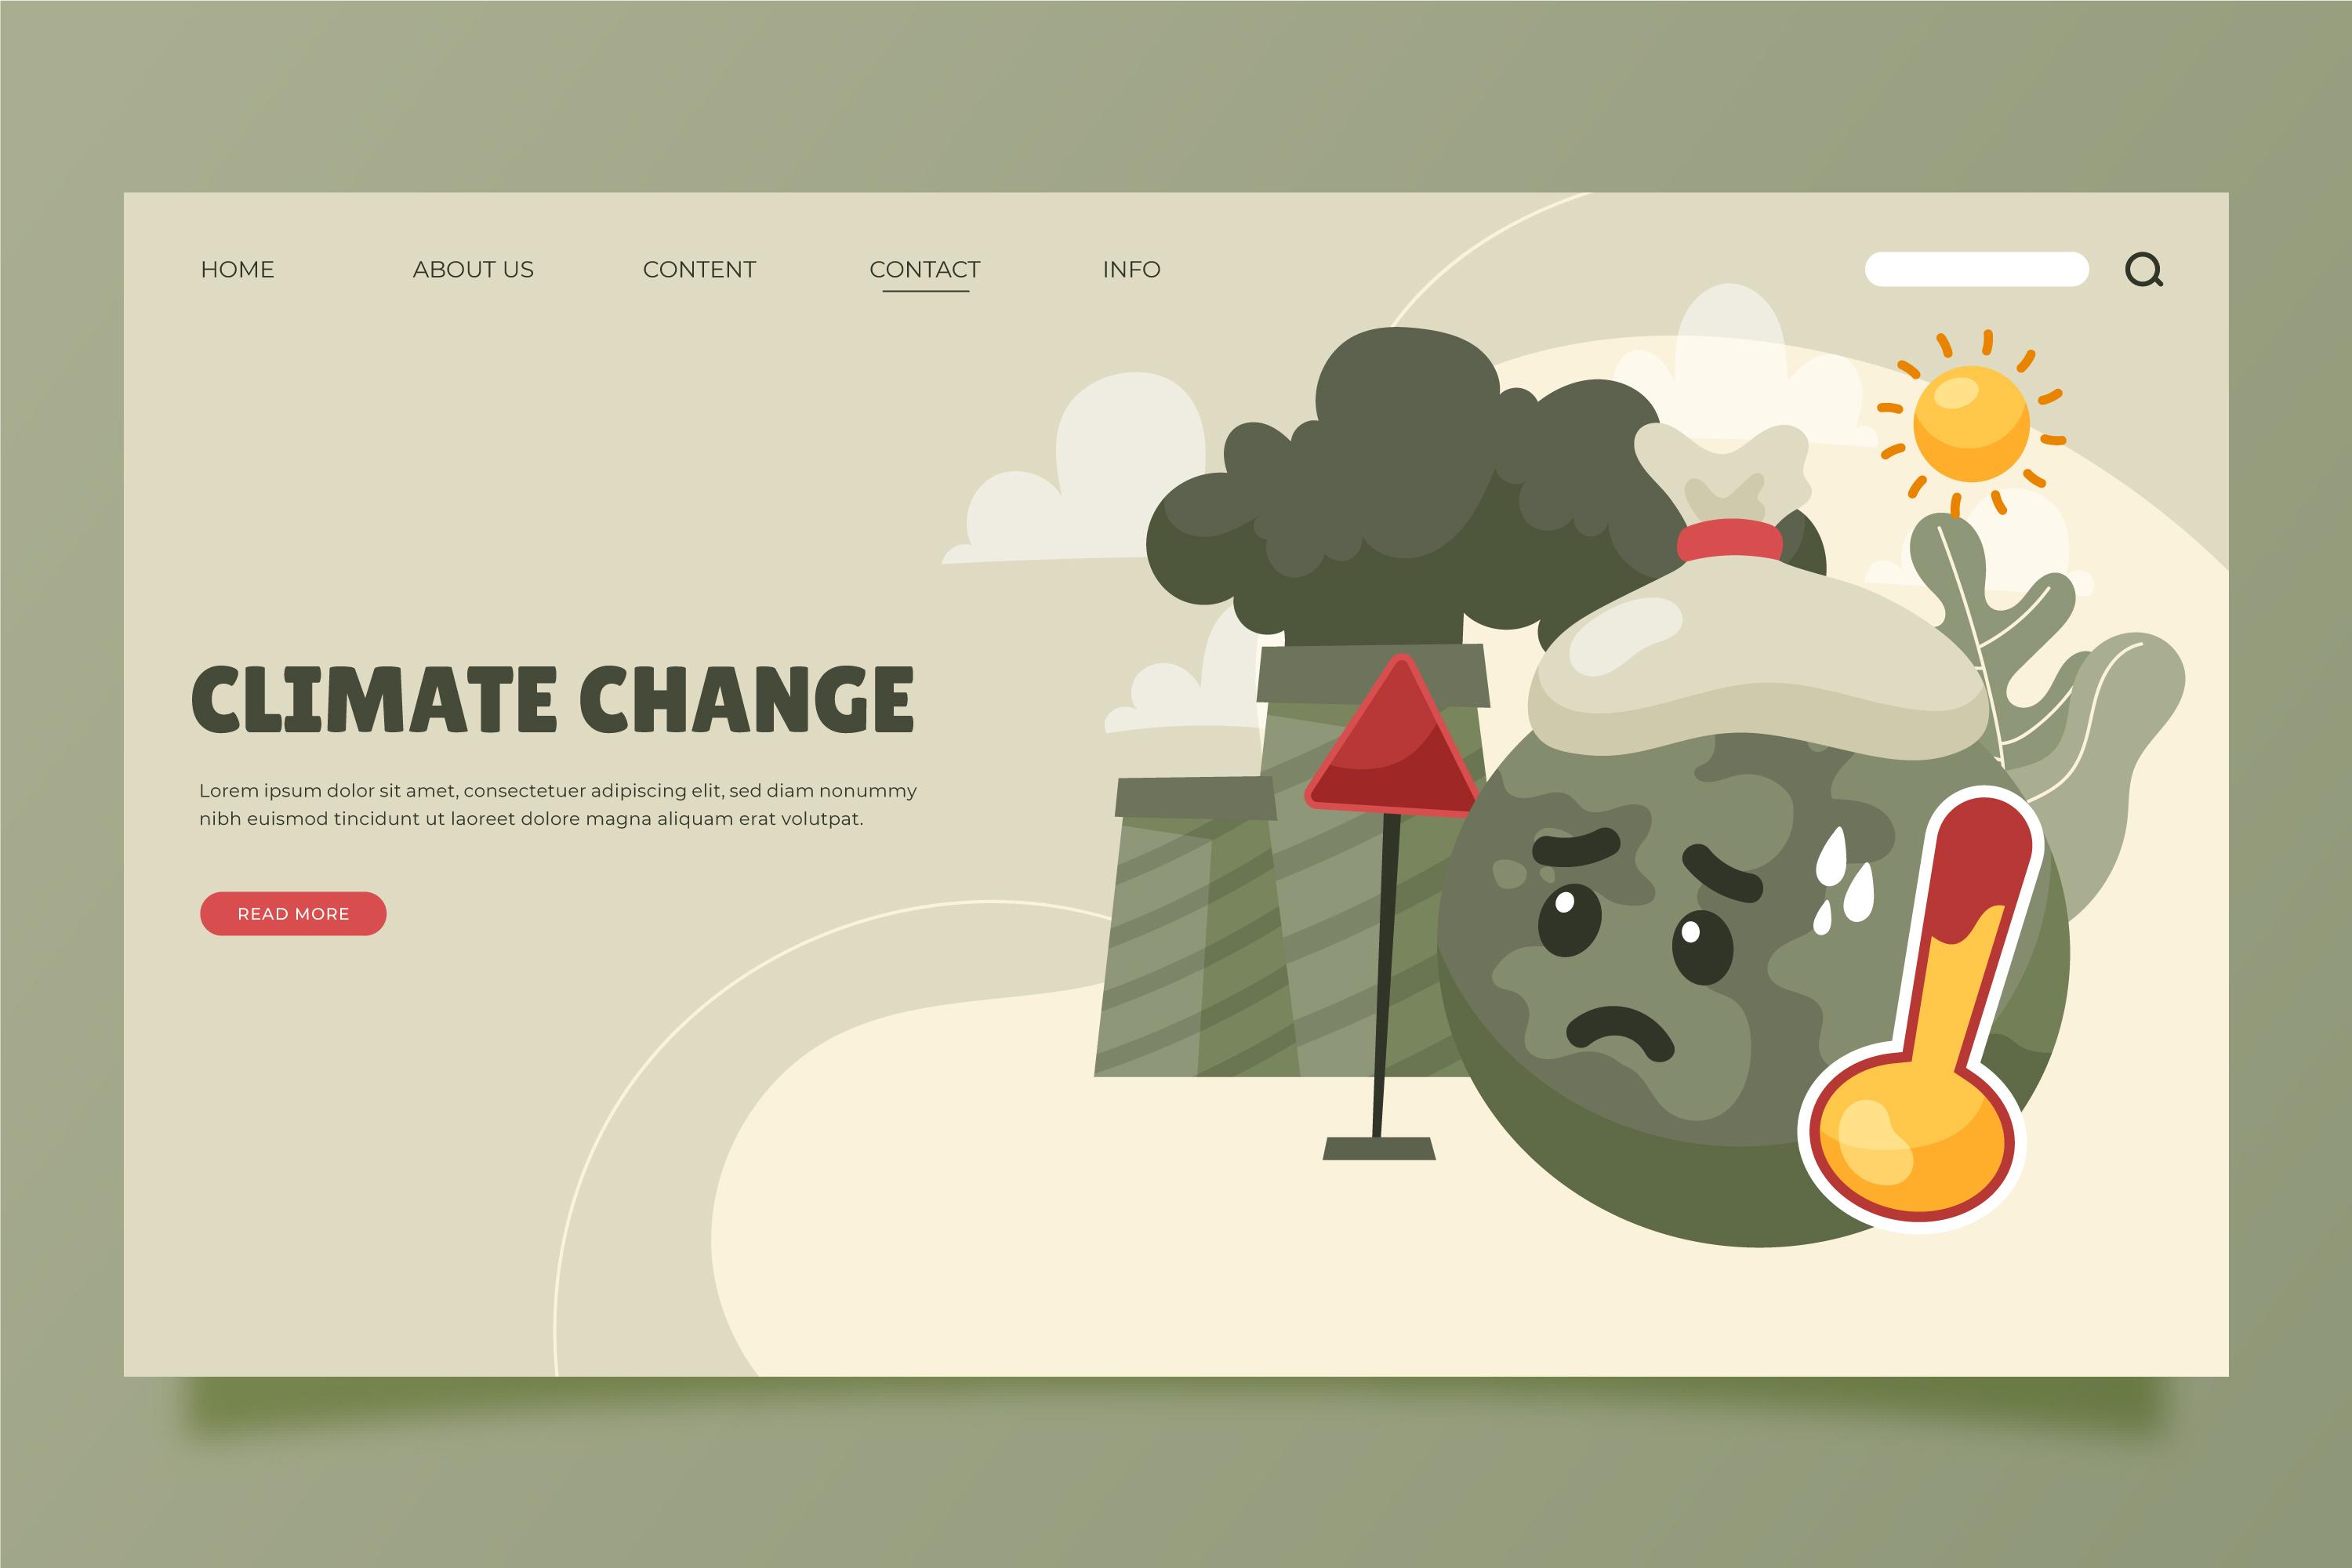 HOME ABOUT US CONTENT CONTACT INFO
CLIMATE CHANGE
Lorem ipsum dolor sit amet, consectetuer adipiscing elit, sed diam nonummy
nibh euismod tincidunt ut laoreet dolore magna aliquam erat volutpat.
READ MORE